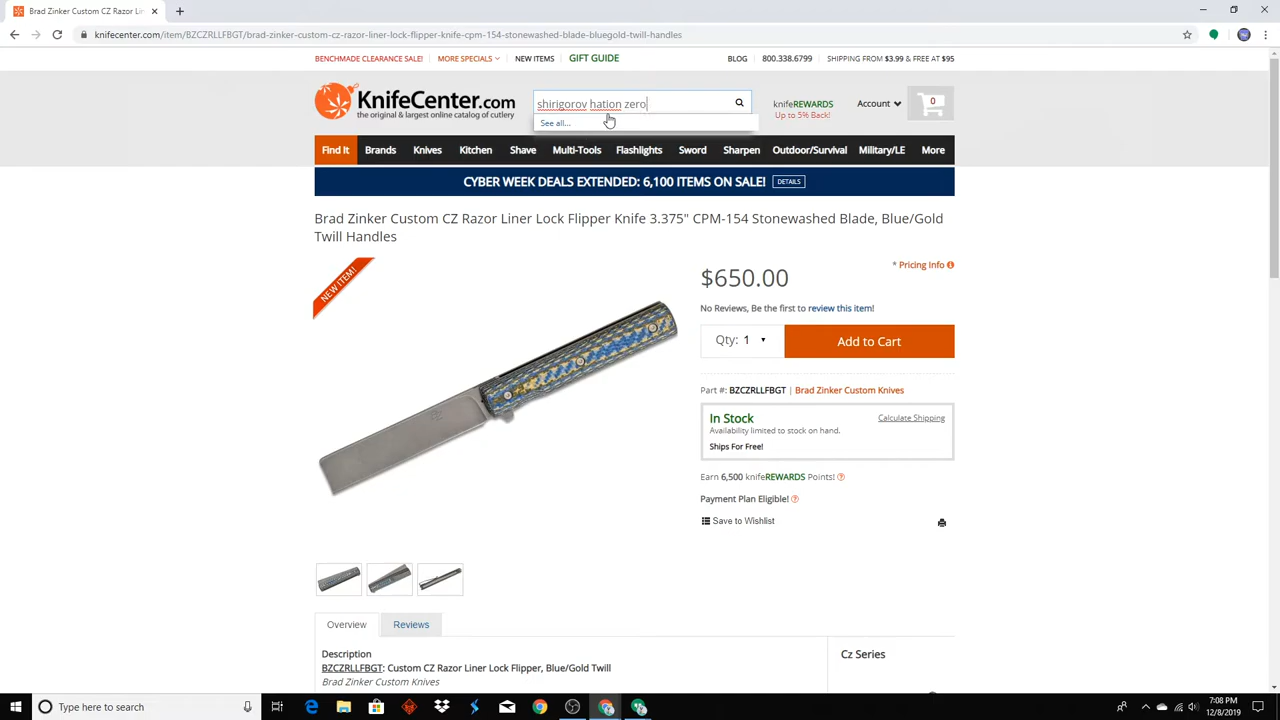 Brad Zinker Custom CZ Razor Lin
knifecenter.com/item/BZCZRLLFBGT/brad-zinker-custom-cz-razor-liner-lock-flipper-knife-cpm-154-stonewashed-blade-bluegold-twill-handles
BENCHMADE CLEARANCE SALE! MORE SPECIALS NEW ITEMS GIFT GUIDE BLOG 800.338.6799 SHIPPING FROM $3.99 & FREE AT $95
KnifeCenter.com
the original & largest online catalog of cutlery
shirigorov hation zero
See all...
knifeREWARDS
Up to 5% Back!
Account
0
Find It Brands Knives Kitchen Shave Multi-Tools Flashlights Sword Sharpen Outdoor/Survival Military/LE More
CYBER WEEK DEALS EXTENDED: 6,100 ITEMS ON SALE! DETAILS
Brad Zinker Custom CZ Razor Liner Lock Flipper Knife 3.375" CPM-154 Stonewashed Blade, Blue/Gold
Twill Handles
NEW ITEM!
* Pricing Info
$650.00
No Reviews, Be the first to review this item!
Qty: 1
Add to Cart
Part #: BZCZRLLFBGT | Brad Zinker Custom Knives
In Stock
Calculate Shipping
Availability limited to stock on hand.
Ships For Free!
Earn 6,500 knifeREWARDS Points!
Payment Plan Eligible!
Save to Wishlist
Overview Reviews
Description
BZCZRLLFBGT: Custom CZ Razor Liner Lock Flipper, Blue/Gold Twill
Brad Zinker Custom Knives
Cz Series
Type here to search
7:08 PM
12/8/2019